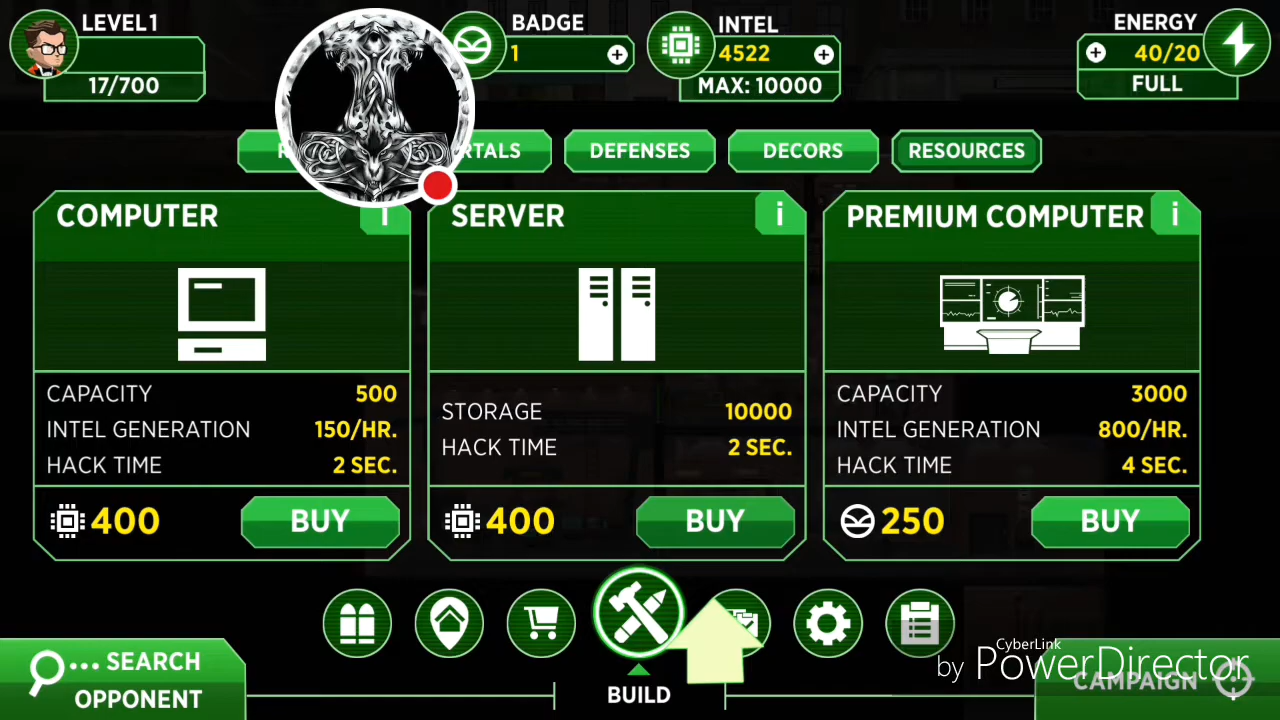 LEVEL 1
17/700
BADGE
1
INTEL
4522
MAX: 10000
ENERGY
40/20
FULL
DEFENSES
DECORS
RESOURCES
COMPUTER
i
CAPACITY 500
INTEL GENERATION 150/HR.
HACK TIME 2 SEC.
400 BUY
SERVER
i
STORAGE 10000
HACK TIME 2 SEC.
400 BUY
PREMIUM COMPUTER
i
CAPACITY 3000
INTEL GENERATION 800/HR.
HACK TIME 4 SEC.
250 BUY
... SEARCH
OPPONENT
BUILD
CAMPAIGN
CyberLink
by PowerDirector